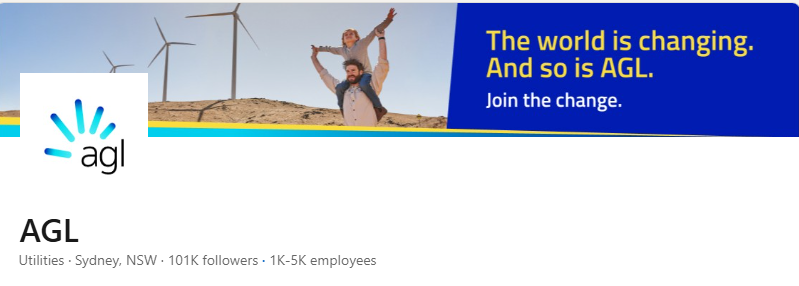 The world is changing.
And so is AGL.
Join the change.
agl
AGL
Utilities · Sydney, NSW · 101K followers · 1K-5K employees